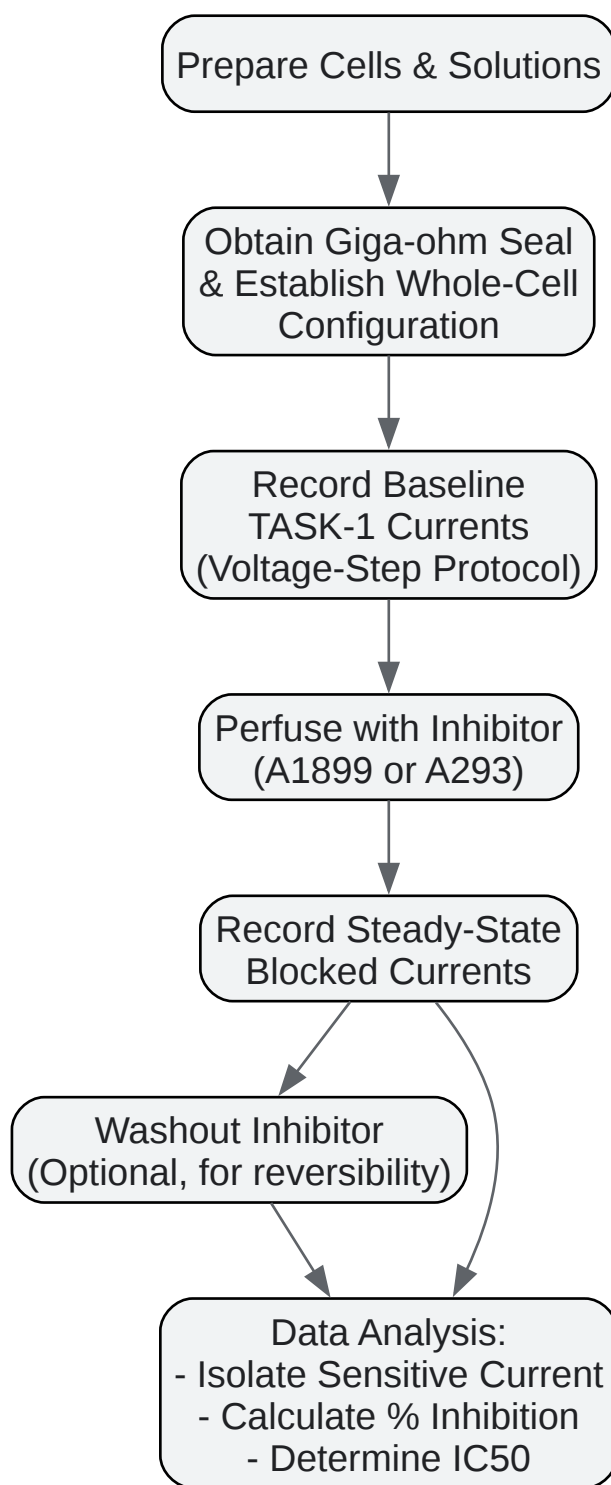 Prepare Cells & Solutions
Obtain Giga-ohm Seal
& Establish Whole-Cell
Configuration
Record Baseline
TASK-1 Currents
(Voltage-Step Protocol)
Perfuse with Inhibitor
(A1899 or A293)
Record Steady-State
Blocked Currents
Washout Inhibitor
(Optional, for reversibility)
Data Analysis:
- Isolate Sensitive Current
- Calculate % Inhibition
- Determine IC50